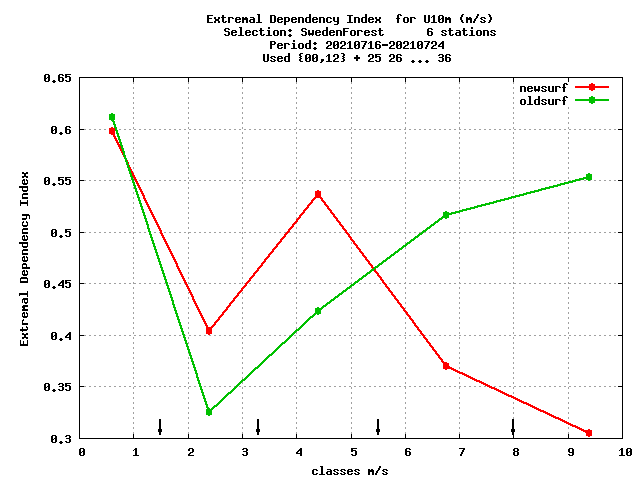 Extremal Dependency Index  for U10m (m/s)
Selection: SwedenForest      6 stations
Period: 20210716-20210724
Used {00,12} + 25 26 ... 36
newsurf
oldsurf
Extremal Dependency Index
0.65
0.6
0.55
0.5
0.45
0.4
0.35
0.3
0 1 2 3 4 5 6 7 8 9 10
classes m/s